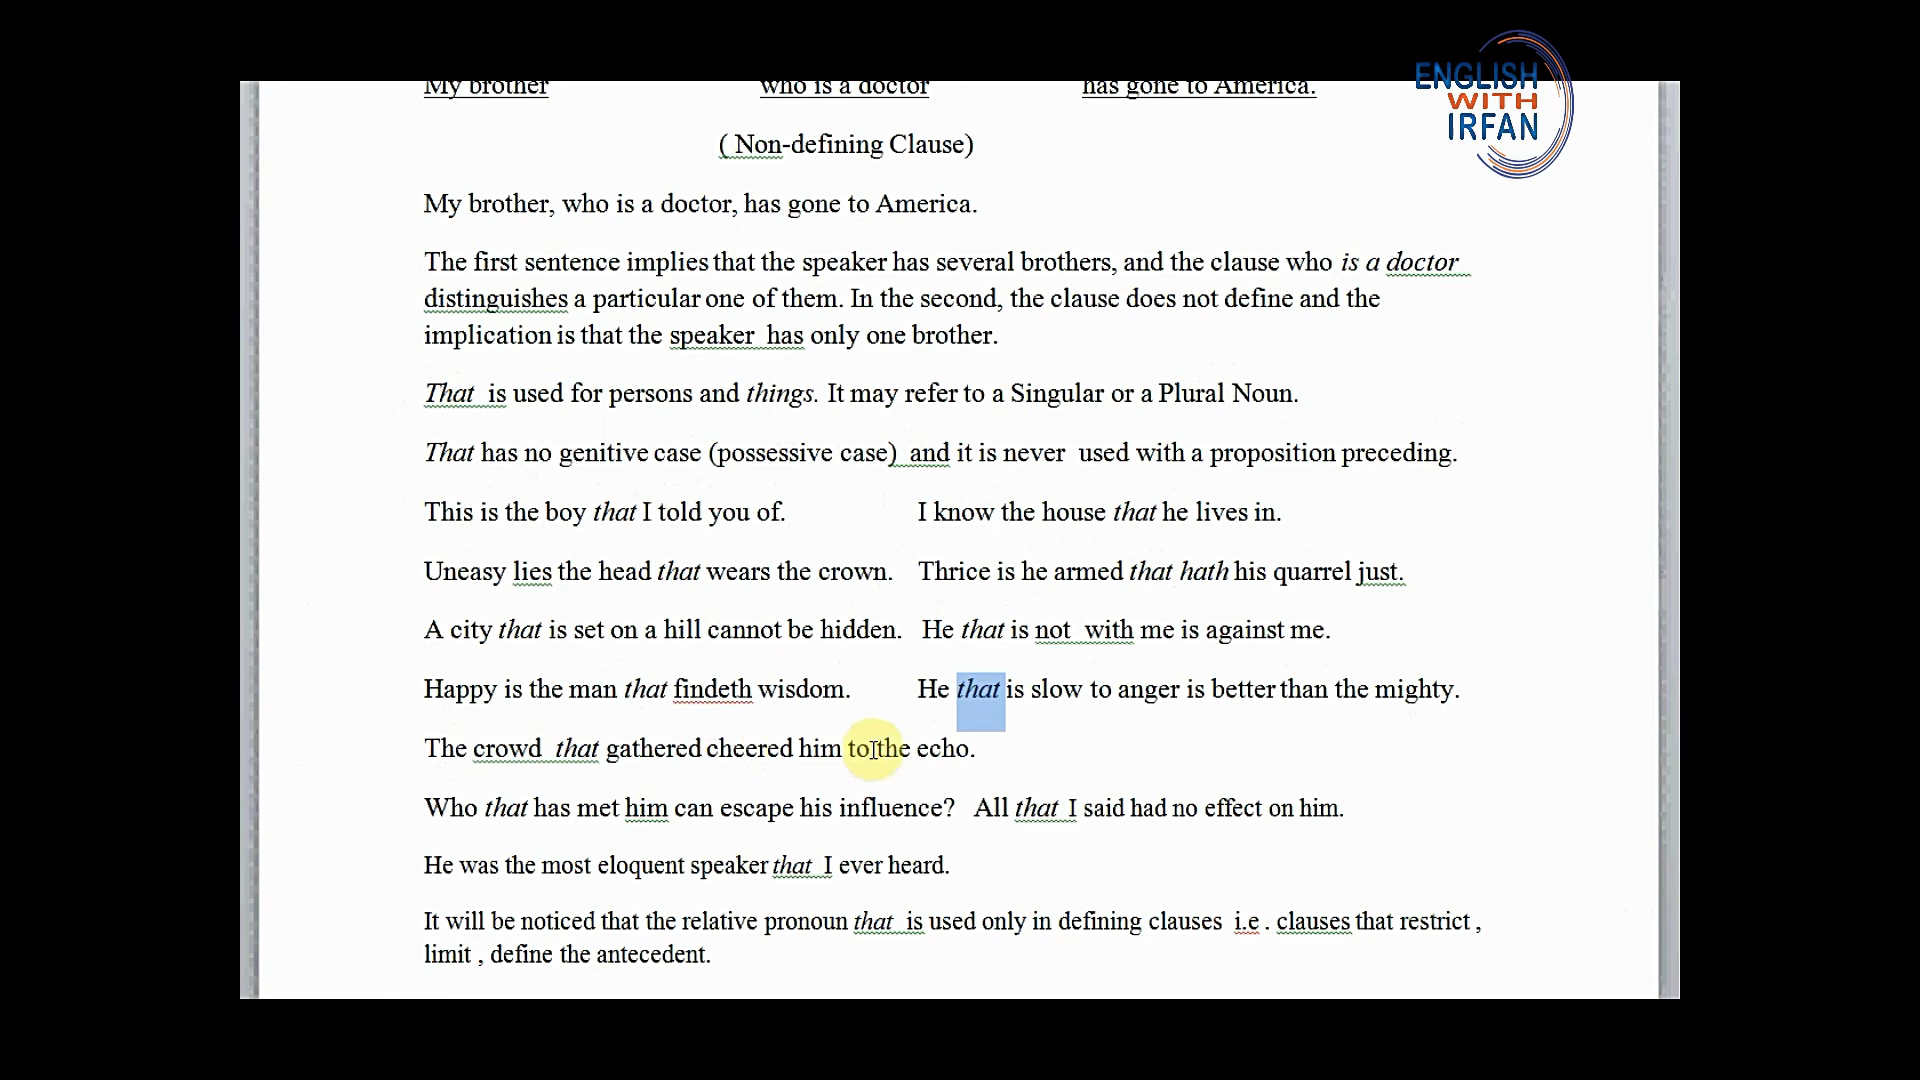 ENGLISH
WITH
IRFAN
My brother who is a doctor has gone to America.
( Non-defining Clause)
My brother, who is a doctor, has gone to America.
The first sentence implies that the speaker has several brothers, and the clause who is a doctor
distinguishes a particular one of them. In the second, the clause does not define and the
implication is that the speaker has only one brother.
That is used for persons and things. It may refer to a Singular or a Plural Noun.
That has no genitive case (possessive case) and it is never used with a proposition preceding.
This is the boy that I told you of. I know the house that he lives in.
Uneasy lies the head that wears the crown. Thrice is he armed that hath his quarrel just.
A city that is set on a hill cannot be hidden. He that is not with me is against me.
Happy is the man that findeth wisdom. He that is slow to anger is better than the mighty.
The crowd that gathered cheered him to the echo.
Who that has met him can escape his influence? All that I said had no effect on him.
He was the most eloquent speaker that I ever heard.
It will be noticed that the relative pronoun that is used only in defining clauses i.e . clauses that restrict ,
limit , define the antecedent.